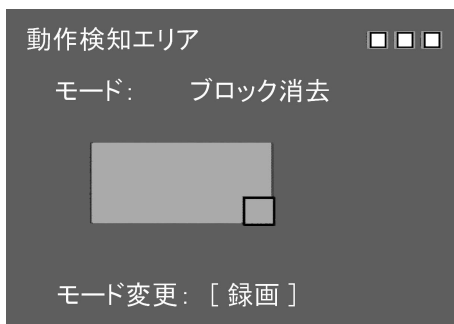 動作検知エリア
モード: ブロック消去
モード変更: [ 録画 ]